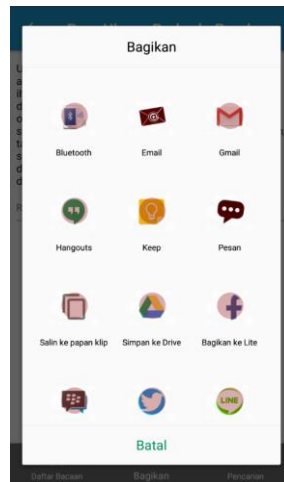 Bagikan
Bluetooth
Email
Gmail
Hangouts
Keep
Pesan
Salin ke papan klip
Simpan ke Drive
Bagikan ke Lite
LINE
Batal
Daftar Bacaan
Bagikan
Pencarian